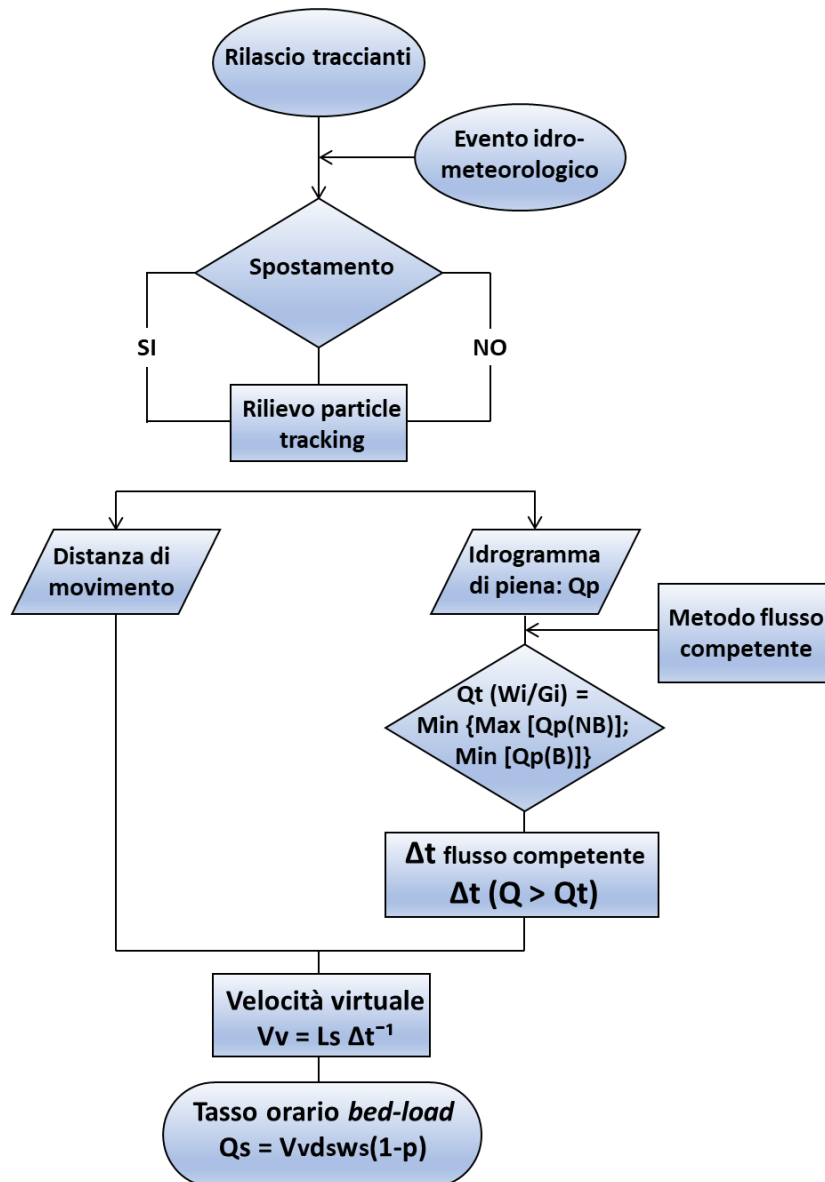 Rilascio traccianti
Evento idro-
meteorologico
Spostamento
SI
NO
Rilievo particle
tracking
Distanza di
movimento
Idrogramma
di piena: Qp
Metodo flusso
competente
Qt (Wi/Gi) =
Min {Max [Qp(NB)];
Min [Qp(B)]}
Δt flusso competente
Δt (Q > Qt)
Velocità virtuale
Vv = Ls Δt⁻¹
Tasso orario bed-load
Qs = Vvdsws(1-p)